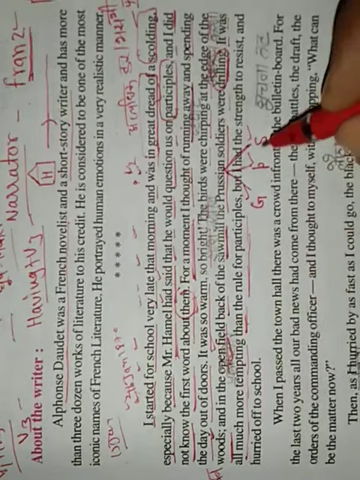 Narrator - franz
Having+V3
About the writer :
Alphonse Daudet was a French novelist and a short-story writer and has more
than three dozen works of literature to his credit. He is considered to be one of the most
iconic names of French Literature. He portrayed human emotions in a very realistic manner.
*****
I started for school very late that morning and was in great dread of a scolding,
especially because Mr. Hamel had said that he would question us on participles, and I did
not know the first word about them. For a moment I thought of running away and spending
the day out of doors. It was so warm, so bright! The birds were chirping at the edge of the
woods; and in the open field back of the sawmill the Prussian soldiers were drilling. It was
all much more tempting than the rule for participles, but I had the strength to resist, and
hurried off to school.
When I passed the town hall there was a crowd in front of the bulletin-board. For
the last two years all our bad news had come from there— the battles, the draft, the
orders of the commanding officer— and I thought to myself, without stopping, "What can
be the matter now?"
Then, as I hurried by as fast as I could go, the